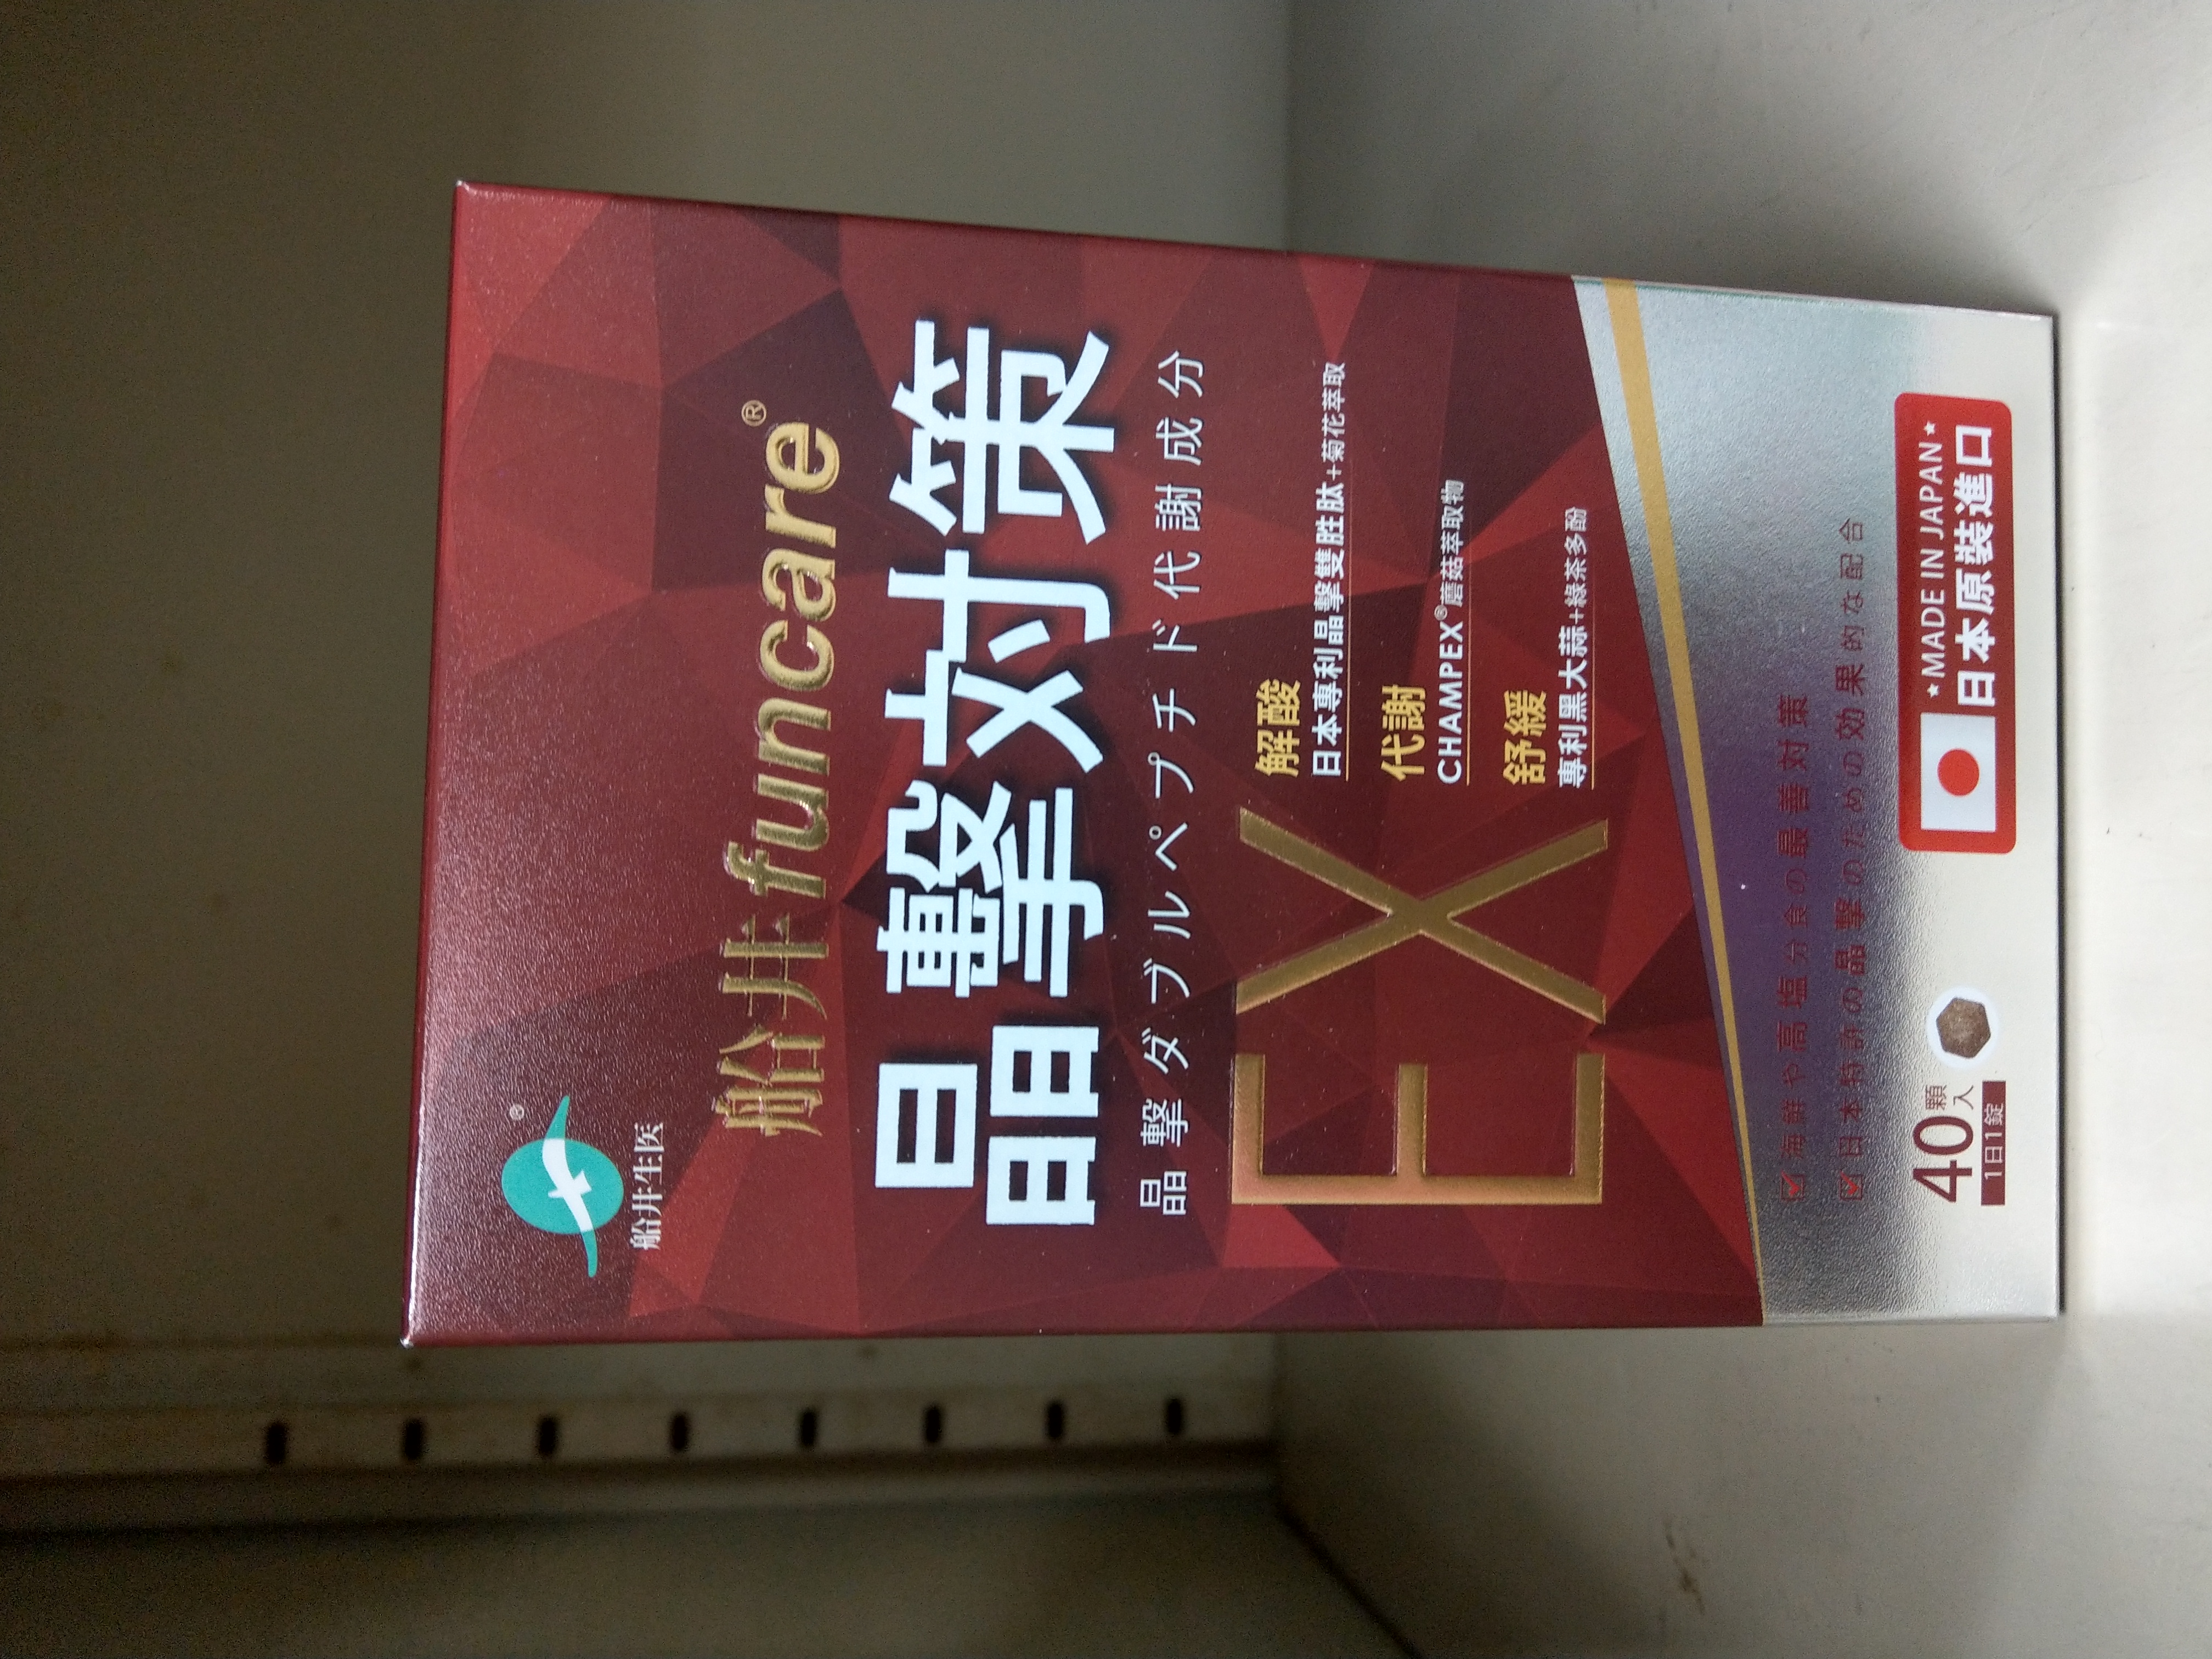 船井生医
船井 funcare®
晶擊対策
晶擊ダブルペプチド代謝成分
EX
解酸
日本專利晶擊雙胜肽+菊花萃取
代謝
CHAMPEX®蘑菇萃取物
舒緩
專利黑大蒜+綠茶多酚
海鮮や高塩分食の最善対策
日本特許の晶擊のための効果的な配合
40顆入
1日1錠
★MADE IN JAPAN★
日本原裝進口